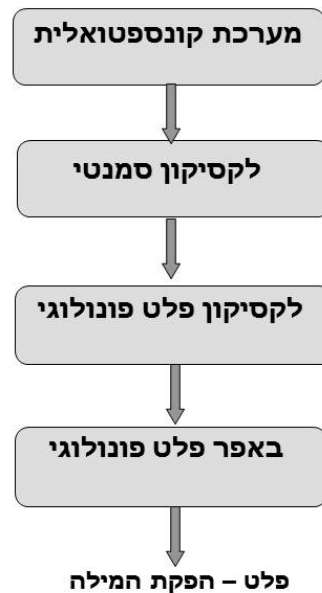 מערכת קונספטואלית
לקסיקון סמנטי
לקסיקון פלט פונולוגי
באפר פלט פונולוגי
פלט – הפקת המילה